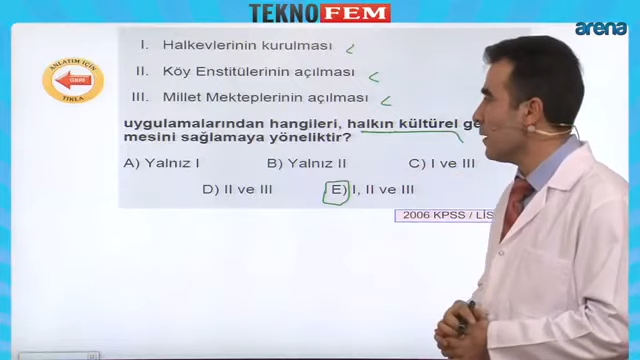 TEKNOFEM
arena
ANLATIM İÇİN
GERİ
TIKLA
I. Halkevlerinin kurulması
II. Köy Enstitülerinin açılması
III. Millet Mekteplerinin açılması
uygulamalarından hangileri, halkın kültürel
mesini sağlamaya yöneliktir?
A) Yalnız I B) Yalnız II C) I ve III
D) II ve III E) I, II ve III
2006 KPSS / LİS